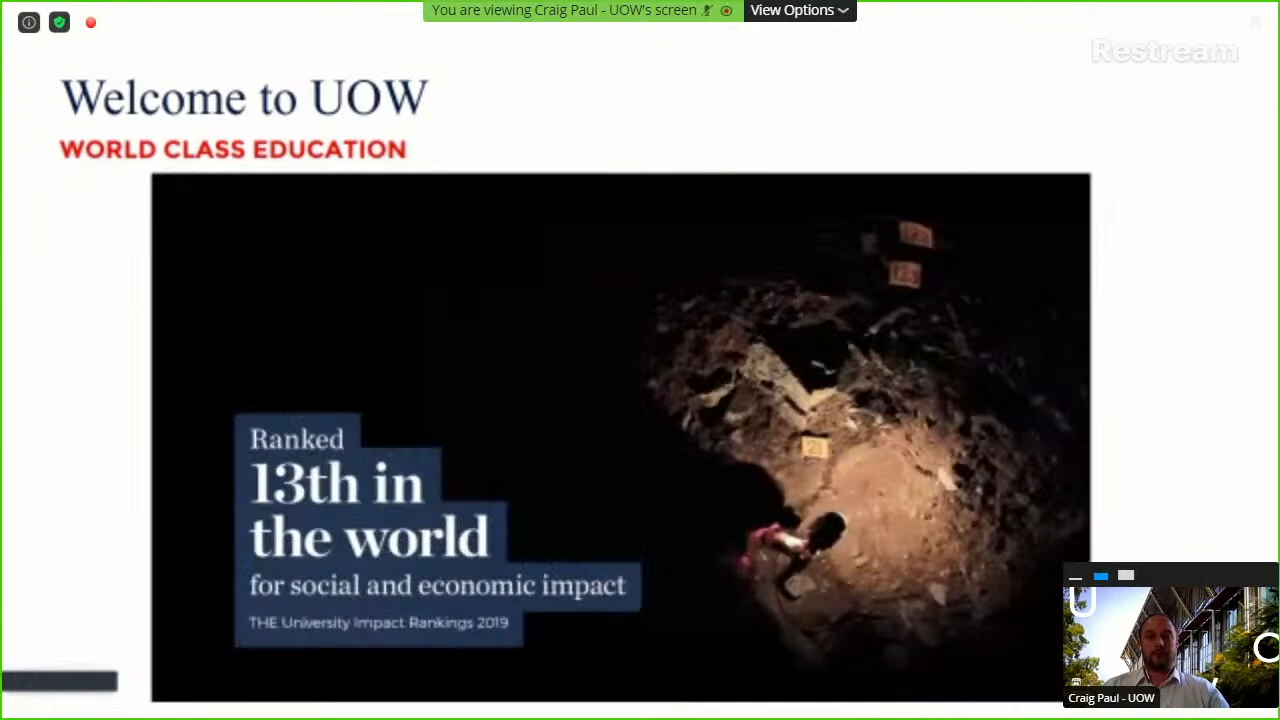 You are viewing Craig Paul - UOW's screen
View Options
Restream
Welcome to UOW
WORLD CLASS EDUCATION
Ranked
13th in
the world
for social and economic impact
THE University Impact Rankings 2019
U
O
Craig Paul - UOW